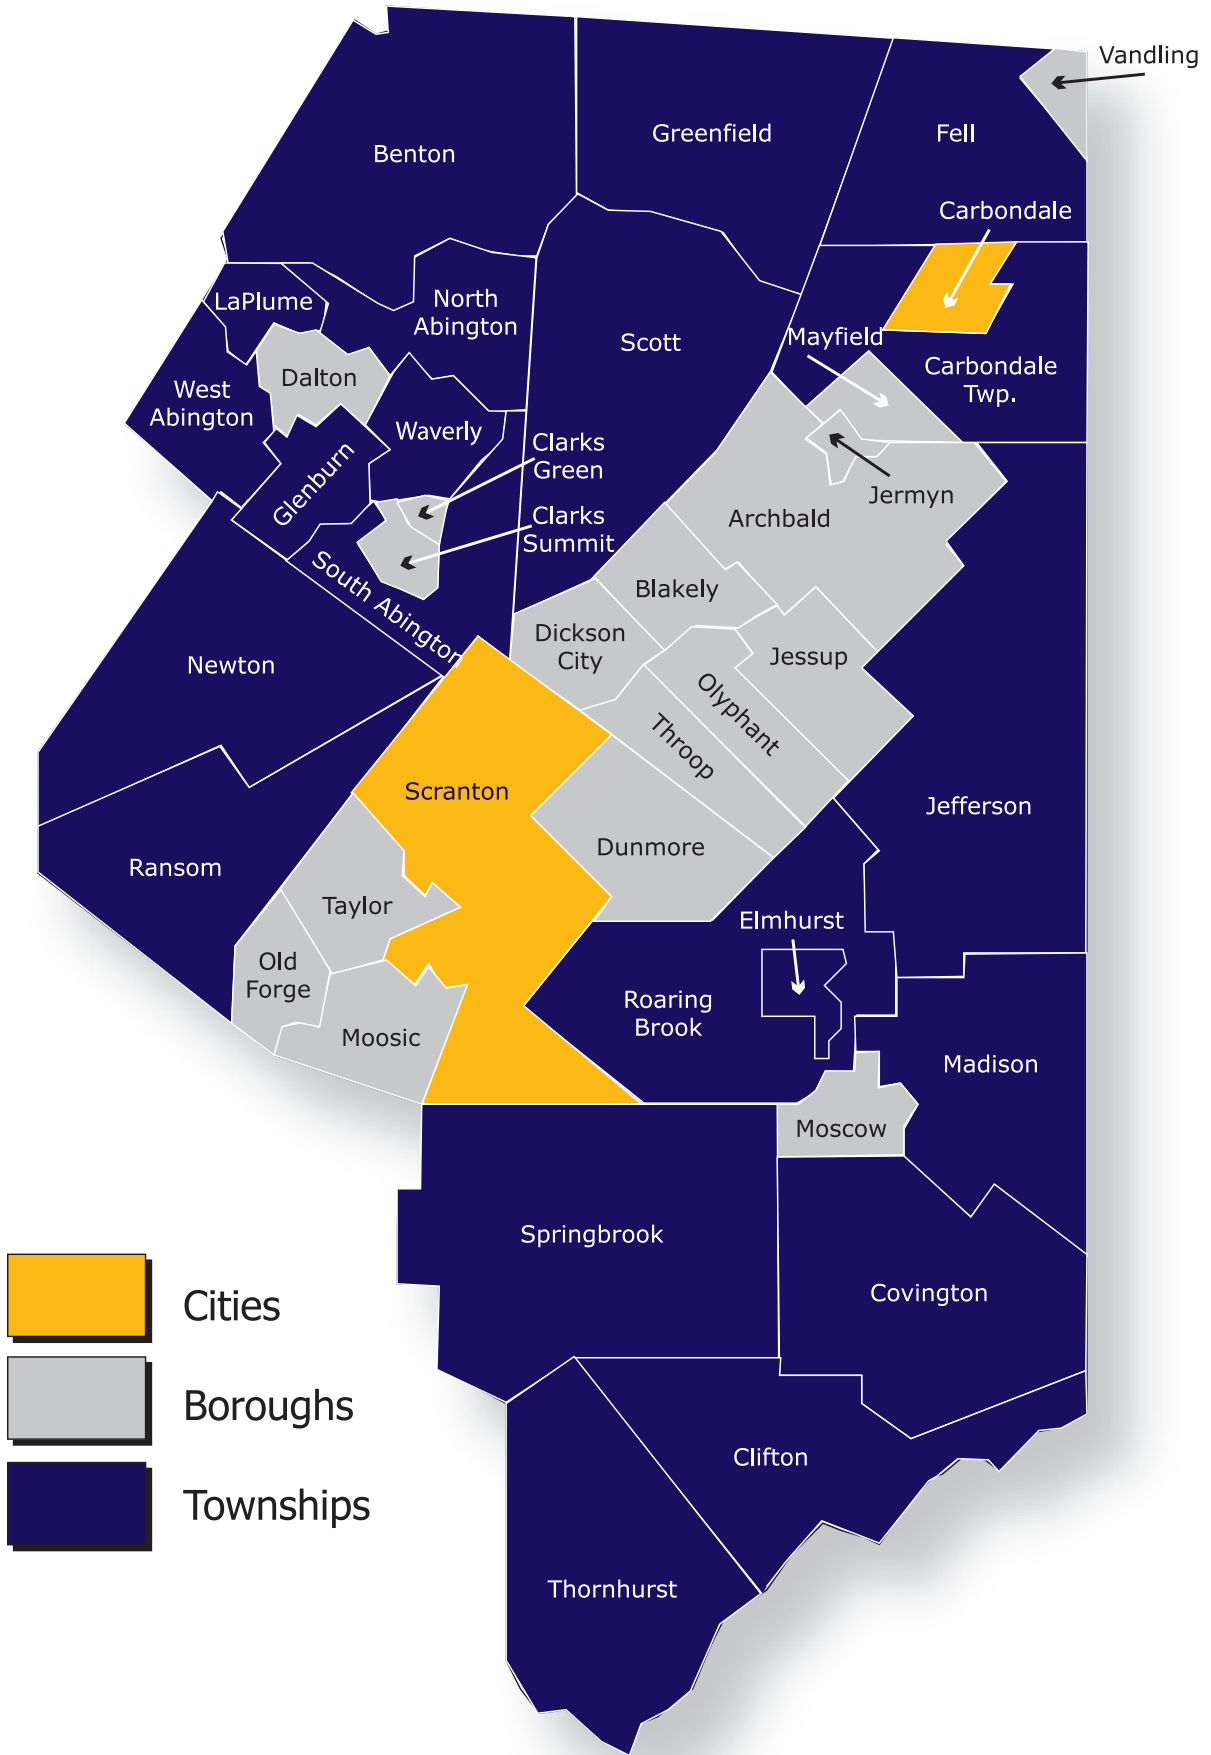 Vandling
Greenfield
Fell
Benton
Carbondale
LaPlume
North
Abington
Mayfield
Scott
Carbondale
Twp.
Dalton
West
Abington
Waverly
Clarks
Green
Glenburn
Jermyn
Archbald
Clarks
Summit
South Abington
Blakely
Dickson
City
Jessup
Newton
Olyphant
Throop
Scranton
Jefferson
Dunmore
Ransom
Taylor
Elmhurst
Old
Forge
Roaring
Brook
Moosic
Madison
Moscow
Springbrook
Covington
Cities
Boroughs
Clifton
Townships
Thornhurst